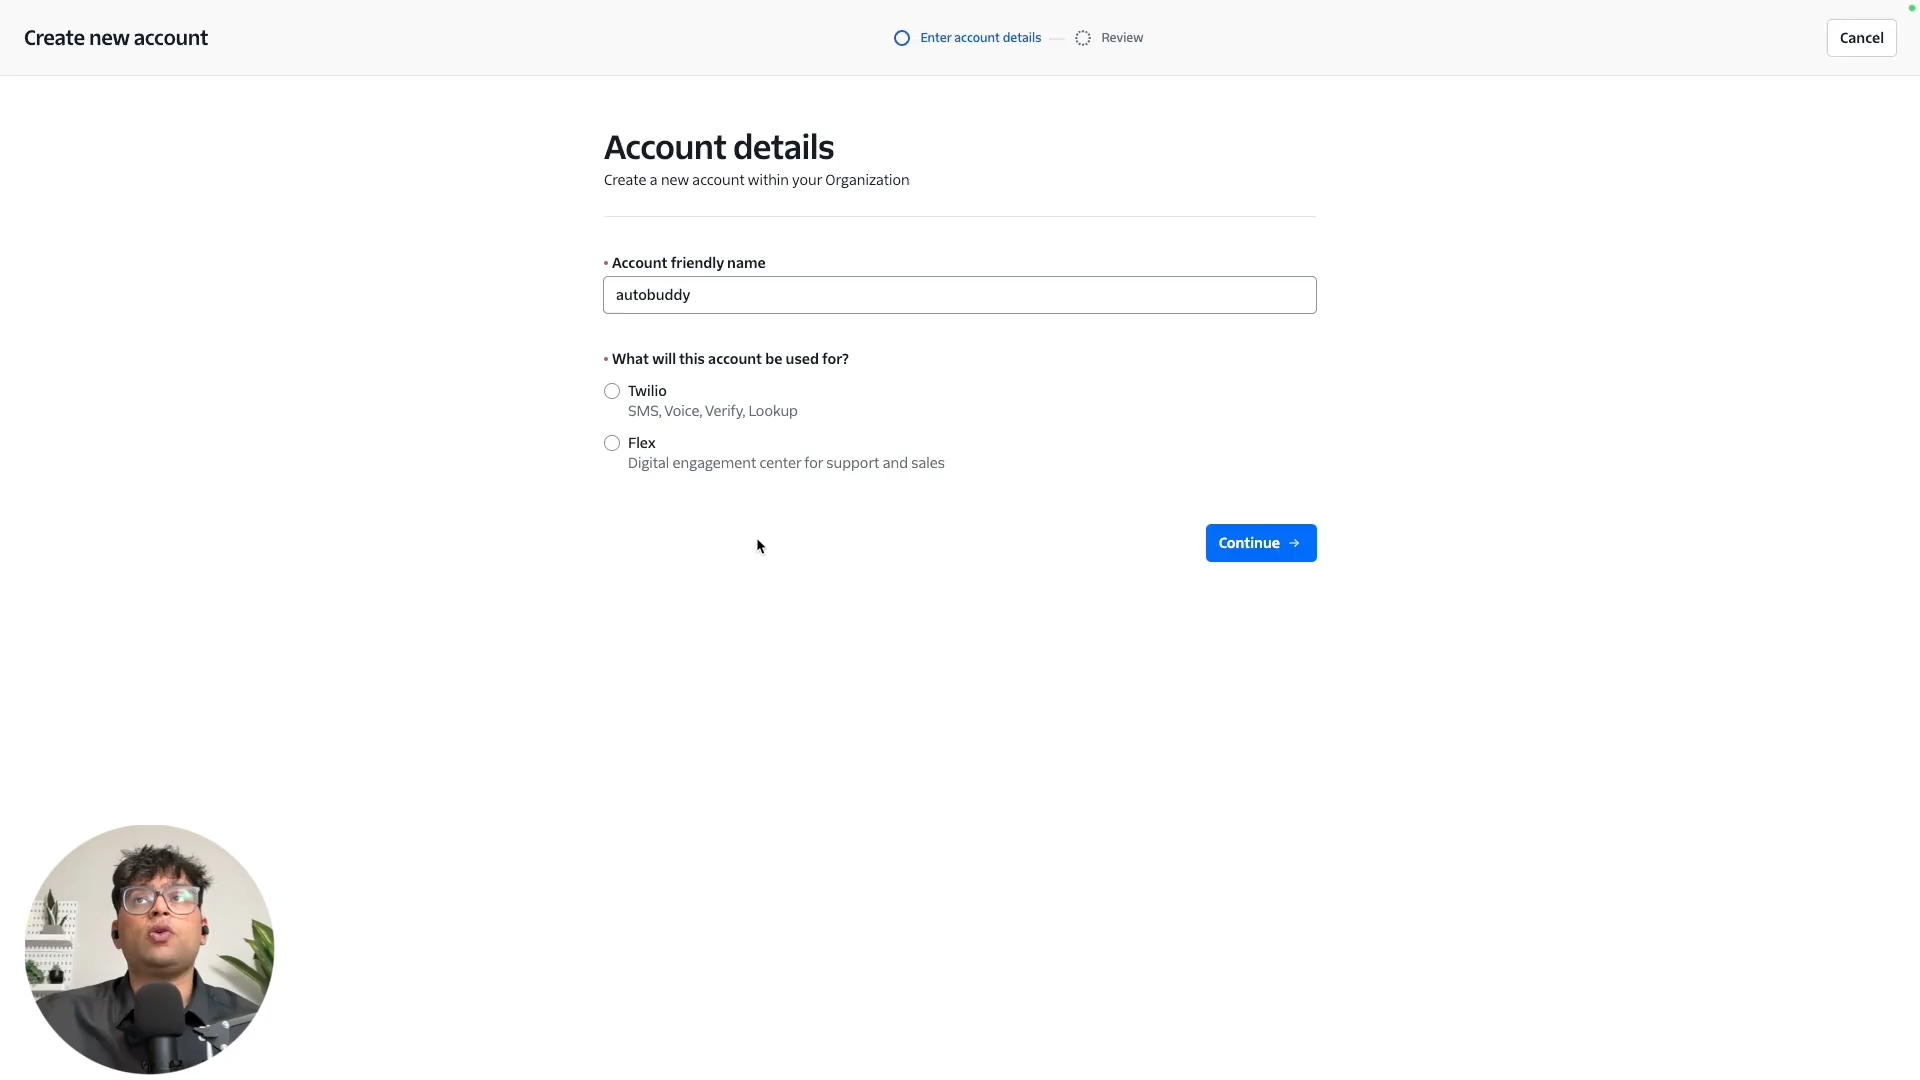 Create new account
Enter account details
Review
Cancel
Account details
Create a new account within your Organization
Account friendly name
autobuddy
What will this account be used for?
Twilio
SMS, Voice, Verify, Lookup
Flex
Digital engagement center for support and sales
Continue →